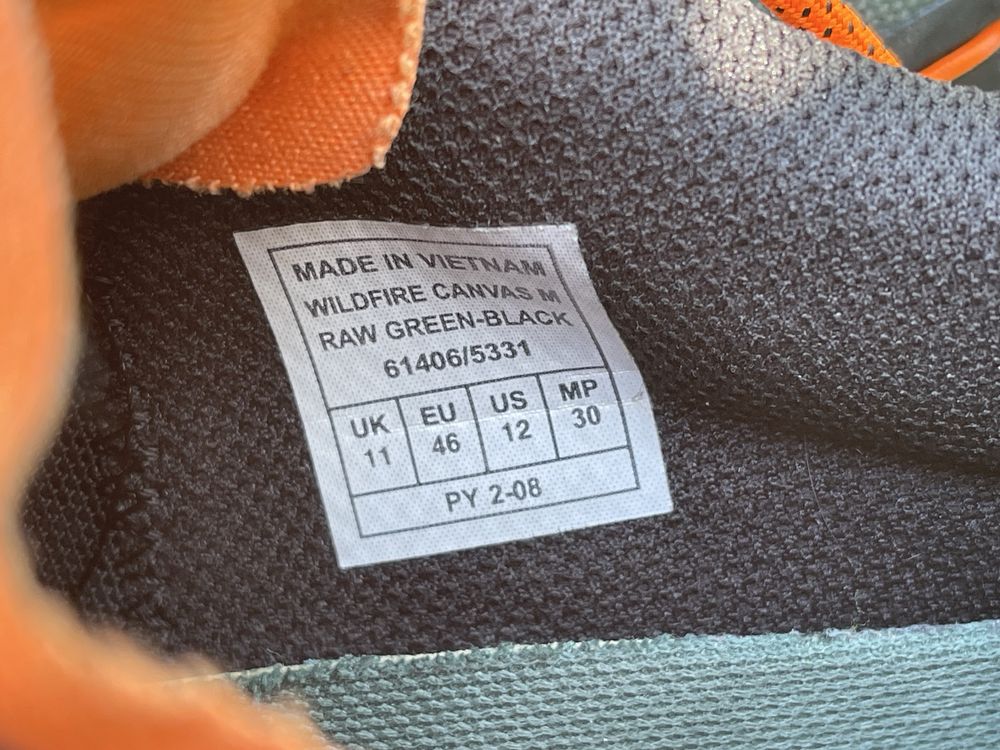 MADE IN VIETNAM
WILDFIRE CANVAS M
RAW GREEN-BLACK
61406/5331
UK EU US MP
11 46 12 30
PY 2-08